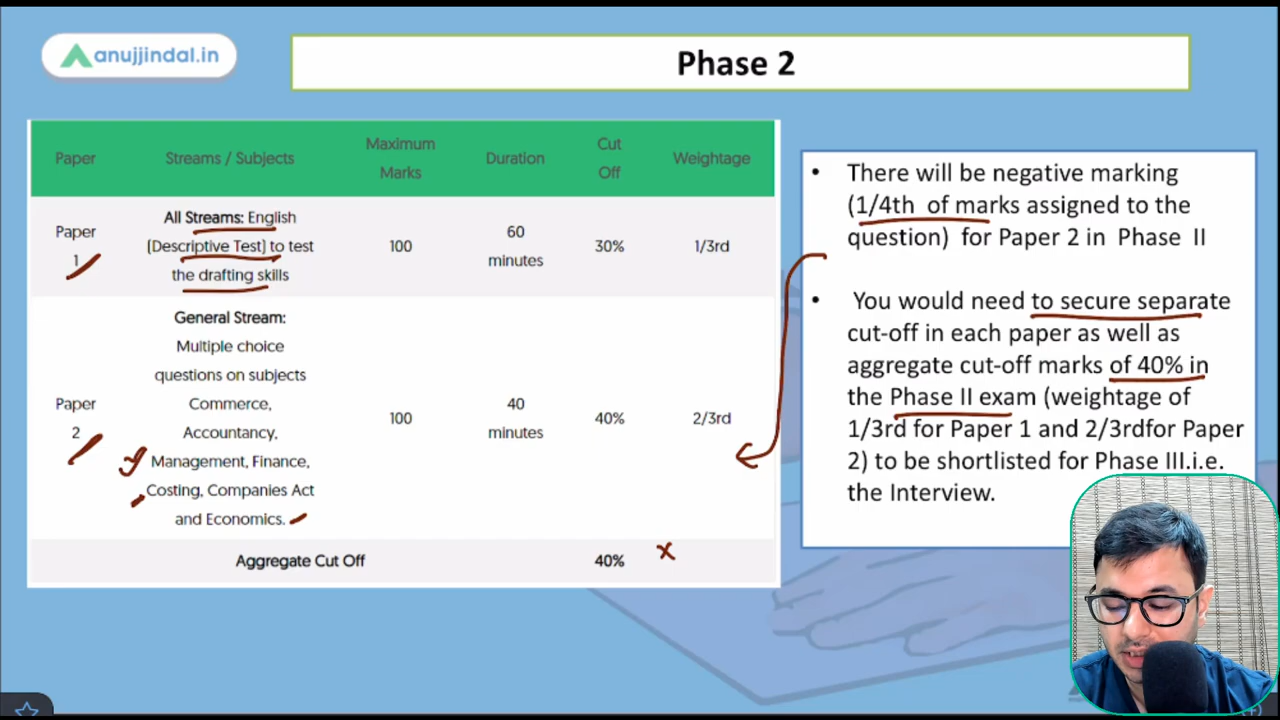 anujjindal.in
Phase 2
Paper Streams / Subjects Maximum Marks Duration Cut Off Weightage
Paper 1
All Streams: English
(Descriptive Test) to test
the drafting skills
100
60 minutes
30%
1/3rd
Paper 2
General Stream:
Multiple choice
questions on subjects
Commerce,
Accountancy,
Management, Finance,
Costing, Companies Act
and Economics.
100
40 minutes
40%
2/3rd
Aggregate Cut Off 40%
• There will be negative marking
(1/4th of marks assigned to the
question) for Paper 2 in Phase II
• You would need to secure separate
cut-off in each paper as well as
aggregate cut-off marks of 40% in
the Phase II exam (weightage of
1/3rd for Paper 1 and 2/3rdfor Paper
2) to be shortlisted for Phase III.i.e.
the Interview.